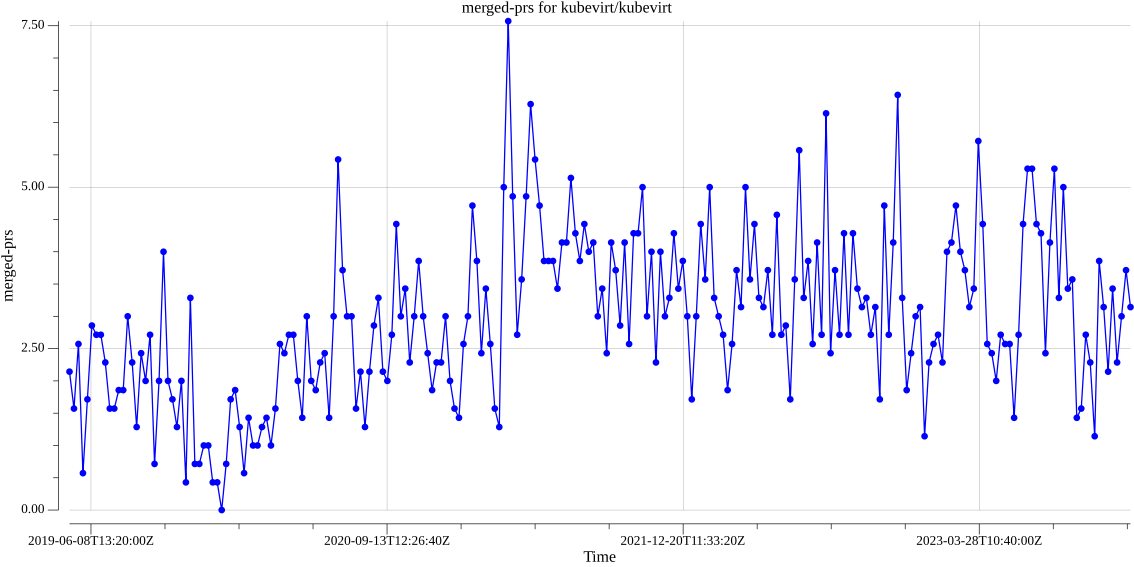 merged-prs for kubevirt/kubevirt
7.50
5.00
2.50
0.00
merged-prs
2019-06-08T13:20:00Z
2020-09-13T12:26:40Z
2021-12-20T11:33:20Z
2023-03-28T10:40:00Z
Time